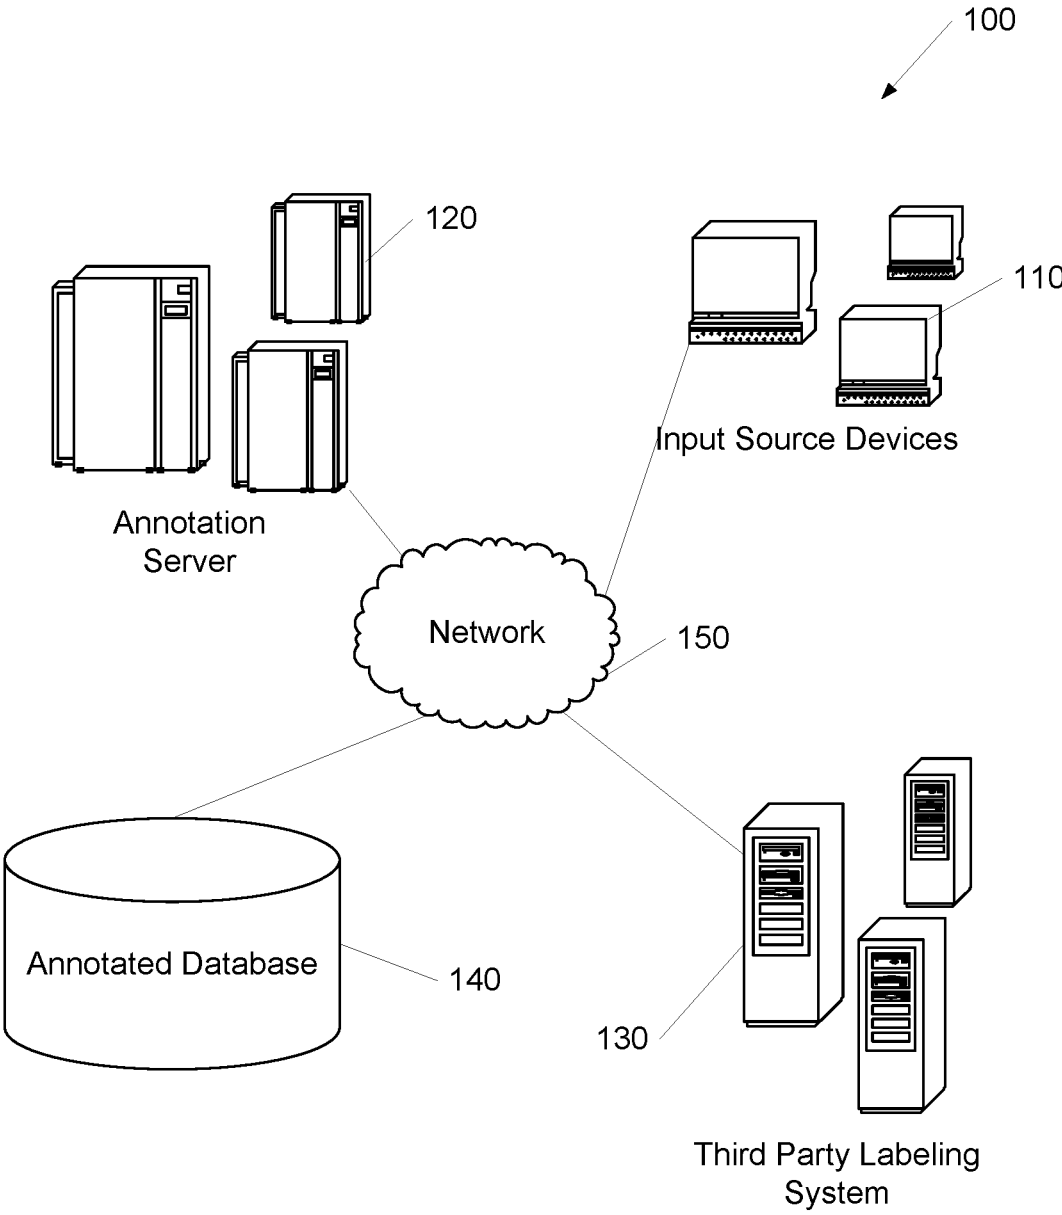 100
120
110
Input Source Devices
Annotation
Server
Network
150
Annotated Database
140
130
Third Party Labeling
System